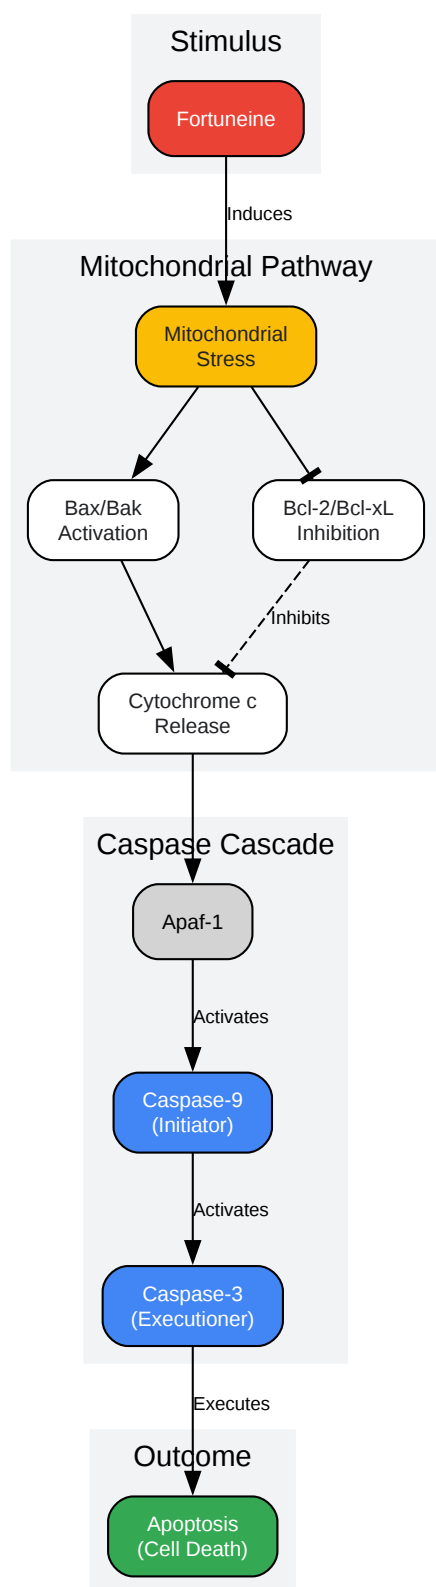 Stimulus
Fortuneine
Induces
Mitochondrial Pathway
Mitochondrial
Stress
Bax/Bak
Activation
Bcl-2/Bcl-xL
Inhibition
Inhibits
Cytochrome c
Release
Caspase Cascade
Apaf-1
Activates
Caspase-9
(Initiator)
Activates
Caspase-3
(Executioner)
Executes
Outcome
Apoptosis
(Cell Death)